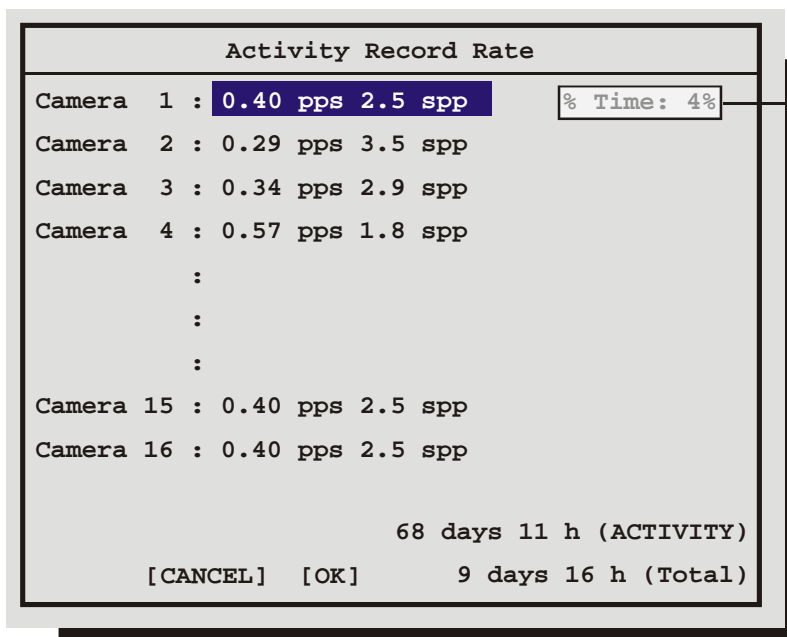 Activity Record Rate
Camera 1 : 0.40 pps 2.5 spp % Time: 4%
Camera 2 : 0.29 pps 3.5 spp
Camera 3 : 0.34 pps 2.9 spp
Camera 4 : 0.57 pps 1.8 spp
:
:
:
Camera 15 : 0.40 pps 2.5 spp
Camera 16 : 0.40 pps 2.5 spp
68 days 11 h (ACTIVITY)
[CANCEL] [OK] 9 days 16 h (Total)